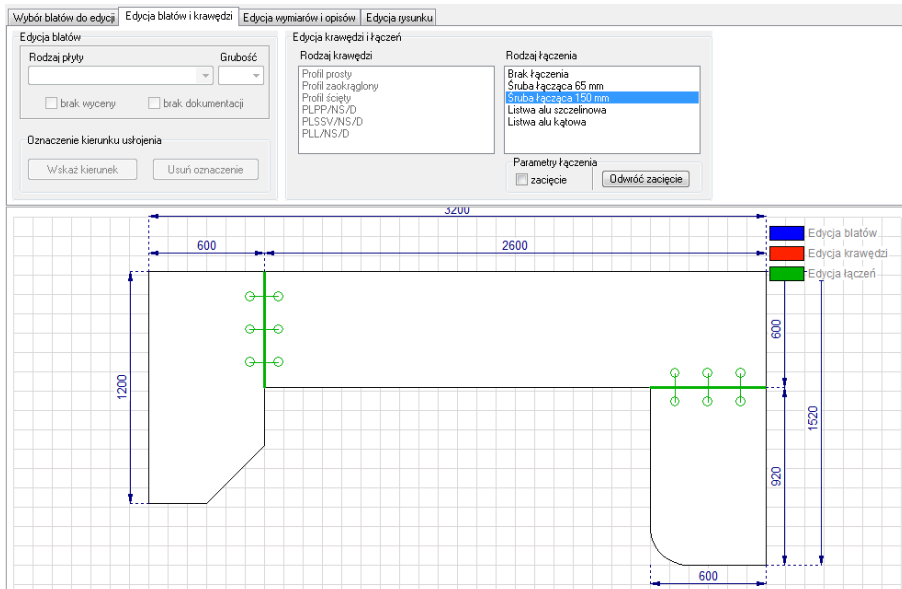 Wybór blatów do edycji Edycja blatów i krawędzi Edycja wymiarów i opisów Edycja rysunku
Edycja blatów
Rodzaj płyty Grubość
brak wyceny brak dokumentacji
Oznaczenie kierunku usłojenia
Wskaż kierunek Usuń oznaczenie
Edycja krawędzi i łączeń
Rodzaj krawędzi
Profil prosty
Profil zaokrąglony
Profil ścięty
PLPP/NS/D
PLSSV/NS/D
PLL/NS/D
Rodzaj łączenia
Brak łączenia
Śruba łącząca 65 mm
Śruba łącząca 150 mm
Listwa alu szczelinowa
Listwa alu kątowa
Parametry łączenia
zacięcie Odwróć zacięcie
3200
600 2600
Edycja blatów
Edycja krawędzi
Edycja łączeń
600
1200
1520
920
600